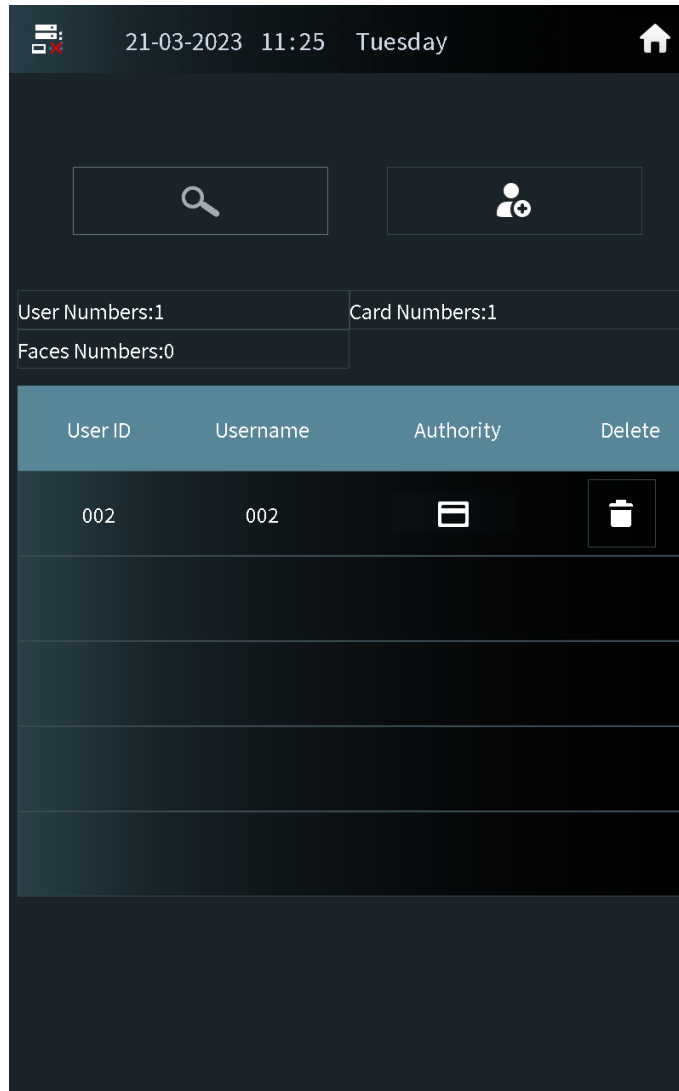 21-03-2023 11:25 Tuesday
User Numbers:1 Card Numbers:1
Faces Numbers:0
User ID Username Authority Delete
002 002